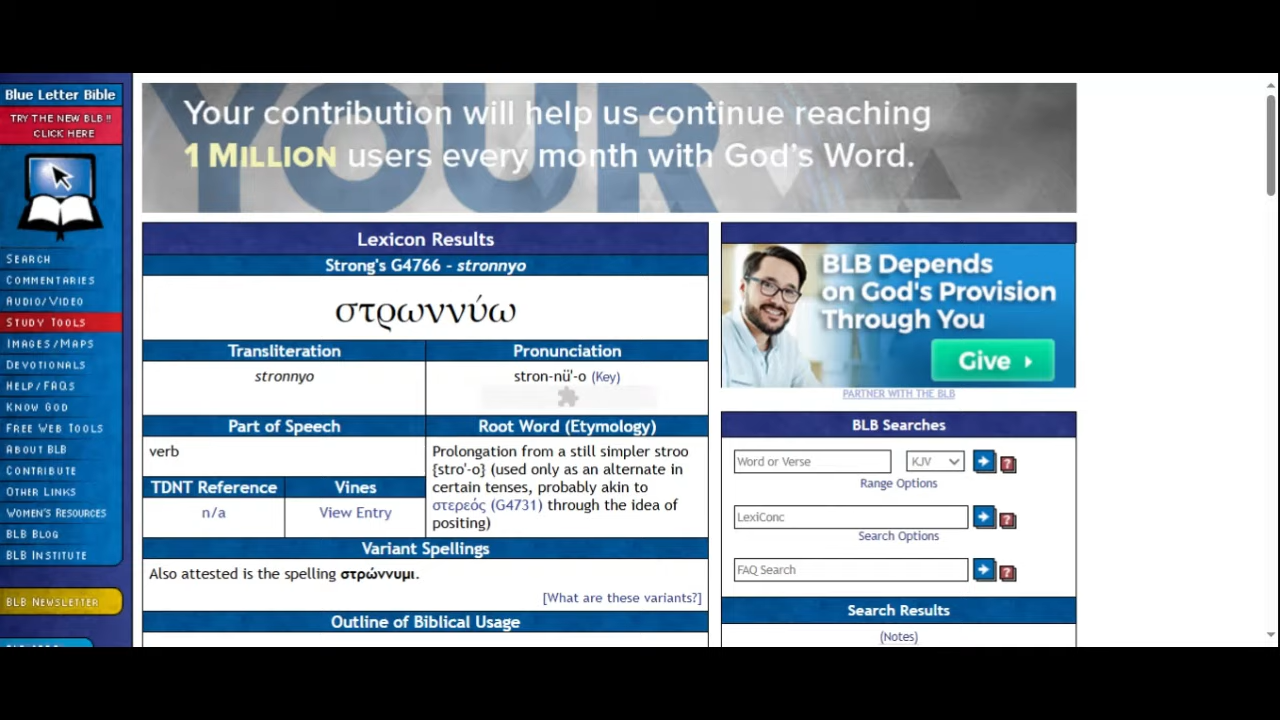 Blue Letter Bible
TRY THE NEW BLB !!
CLICK HERE
SEARCH
COMMENTARIES
AUDIO/VIDEO
STUDY TOOLS
IMAGES/MAPS
DEVOTIONALS
HELP/FAQS
KNOW GOD
FREE WEB TOOLS
ABOUT BLB
CONTRIBUTE
OTHER LINKS
WOMEN'S RESOURCES
BLB BLOG
BLB INSTITUTE
BLB NEWSLETTER
YOUR
Your contribution will help us continue reaching
1 MILLION users every month with God's Word.
Lexicon Results
Strong's G4766 - stronnyo
στρωννύω
Transliteration
stronnyo
Pronunciation
stron-nü'-o (Key)
Part of Speech
verb
Root Word (Etymology)
Prolongation from a still simpler stroo
{stro'-o} (used only as an alternate in
certain tenses, probably akin to
στερεός (G4731) through the idea of
positing)
TDNT Reference
n/a
Vines
View Entry
Variant Spellings
Also attested is the spelling στρώννυμι.
[What are these variants?]
Outline of Biblical Usage
BLB Depends
on God's Provision
Through You
Give
PARTNER WITH THE BLB
BLB Searches
Word or Verse
KJV
?
Range Options
LexiConc
?
Search Options
FAQ Search
?
Search Results
(Notes)